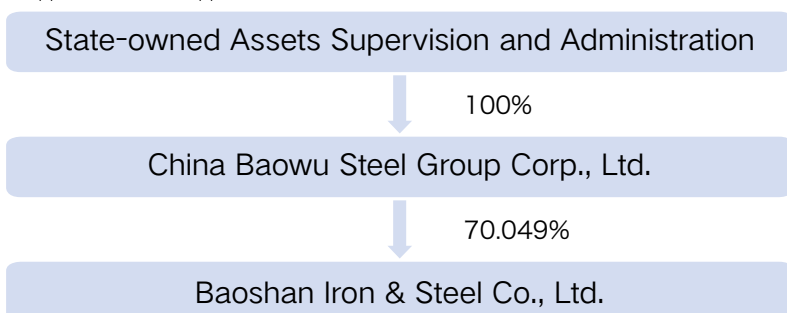 State-owned Assets Supervision and Administration
100%
China Baowu Steel Group Corp., Ltd.
70.049%
Baoshan Iron & Steel Co., Ltd.